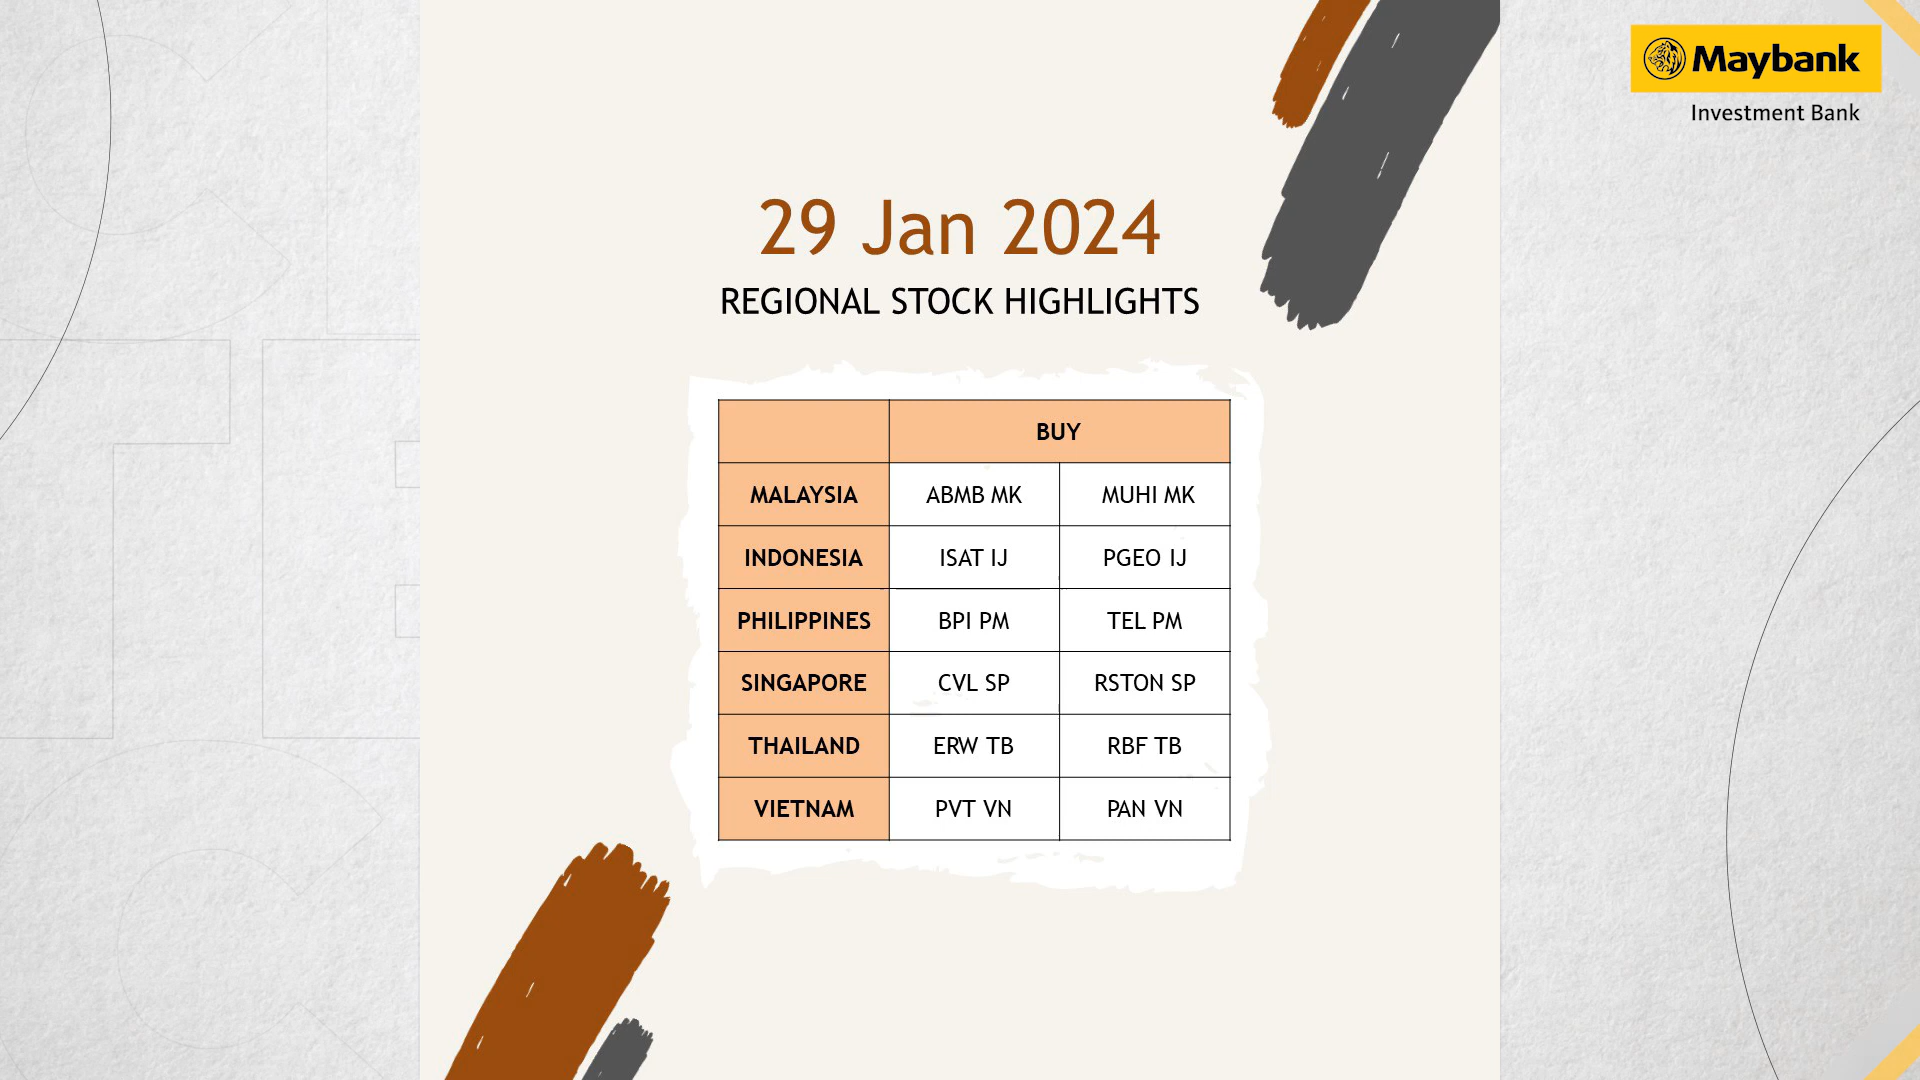 Maybank
Investment Bank
29 Jan 2024
REGIONAL STOCK HIGHLIGHTS
BUY
MALAYSIA ABMB MK MUHI MK
INDONESIA ISAT IJ PGEO IJ
PHILIPPINES BPI PM TEL PM
SINGAPORE CVL SP RSTON SP
THAILAND ERW TB RBF TB
VIETNAM PVT VN PAN VN